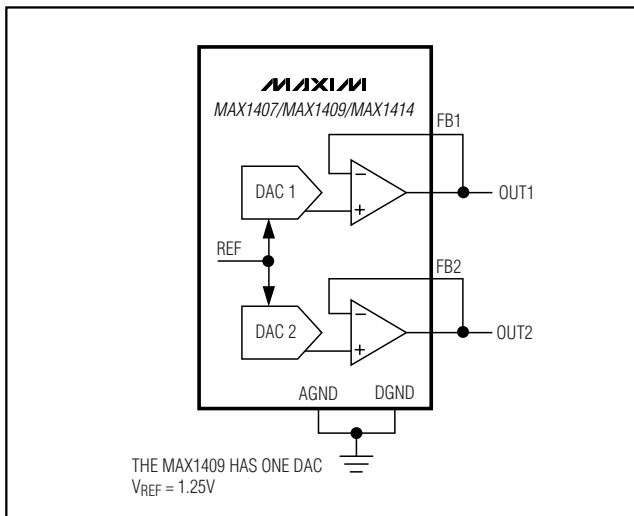 MAXIM
MAX1407/MAX1409/MAX1414
FB1
DAC 1
−
+
OUT1
REF
FB2
DAC 2
−
+
OUT2
AGND DGND
THE MAX1409 HAS ONE DAC
VREF = 1.25V